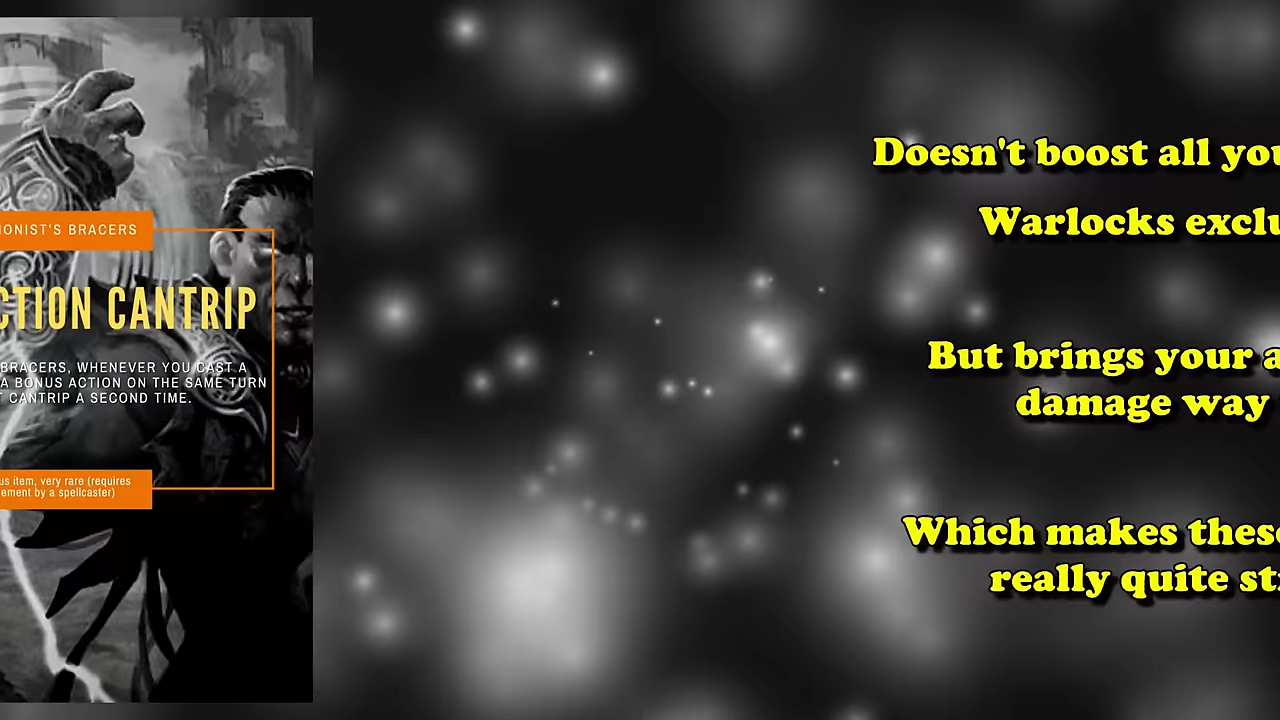 IONIST'S BRACERS
CTION CANTRIP
BRACERS, WHENEVER YOU CAST A
A BONUS ACTION ON THE SAME TURN
T CANTRIP A SECOND TIME.
us item, very rare (requires
ement by a spellcaster)
Doesn't boost all you
Warlocks exclu
But brings your a
damage way
Which makes these
really quite st